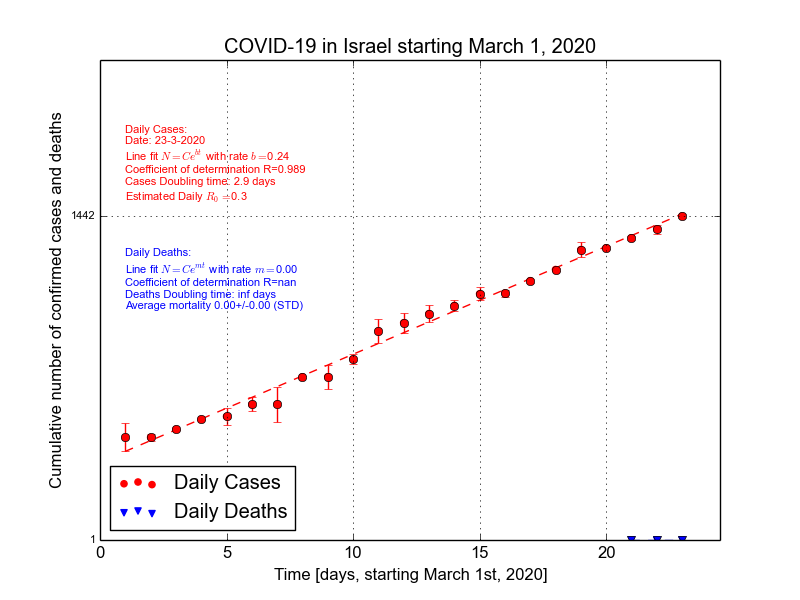 COVID-19 in Israel starting March 1, 2020
Cumulative number of confirmed cases and deaths
Daily Cases:
Date: 23-3-2020
Line fit N=Ce^{bt} with rate b=0.24
Coefficient of determination R=0.989
Cases Doubling time: 2.9 days
Estimated Daily R_0=0.3
1442
Daily Deaths:
Line fit N=Ce^{mt} with rate m=0.00
Coefficient of determination R=nan
Deaths Doubling time: inf days
Average mortality 0.00+/-0.00 (STD)
Daily Cases
Daily Deaths
1
0 5 10 15 20
Time [days, starting March 1st, 2020]